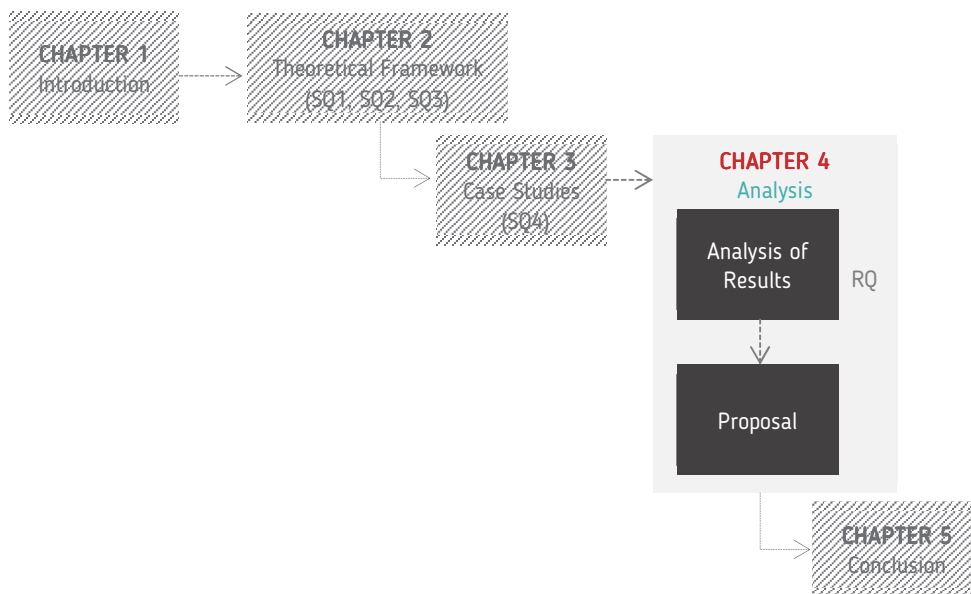 CHAPTER 1
Introduction
CHAPTER 2
Theoretical Framework
(SQ1, SQ2, SQ3)
CHAPTER 3
Case Studies
(SQ4)
CHAPTER 4
Analysis
Analysis of
Results
RQ
Proposal
CHAPTER 5
Conclusion